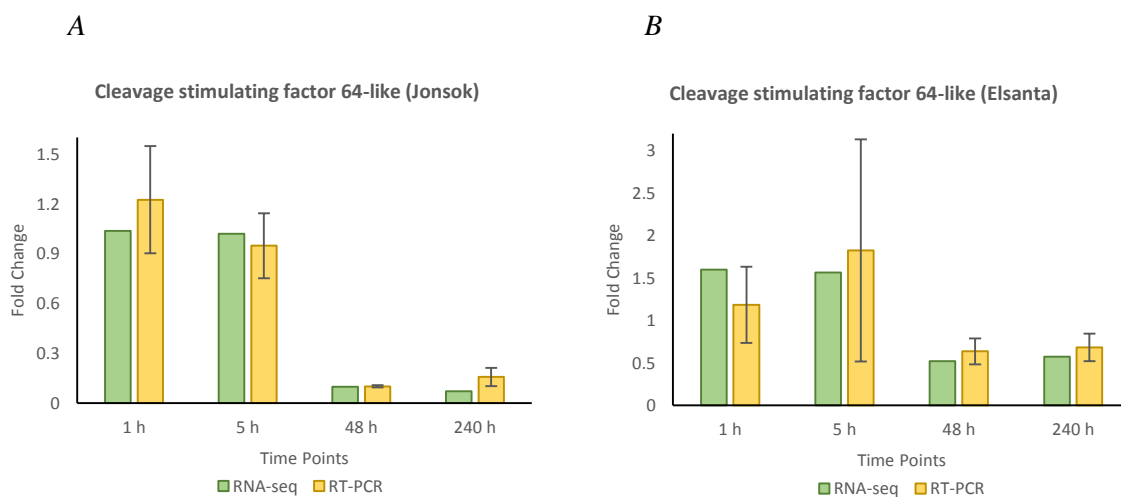 A
Cleavage stimulating factor 64-like (Jonsok)
Fold Change
1.5
1.2
0.9
0.6
0.3
0
1 h 5 h 48 h 240 h
Time Points
RNA-seq RT-PCR
B
Cleavage stimulating factor 64-like (Elsanta)
Fold Change
3
2.5
2
1.5
1
0.5
0
1 h 5 h 48 h 240 h
Time Points
RNA-seq RT-PCR